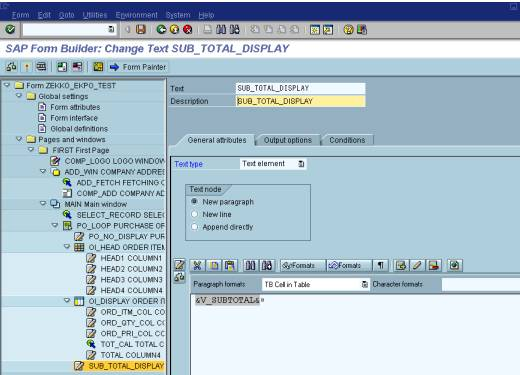 Form Edit Goto Utilities Environment System Help
SAP Form Builder: Change Text SUB_TOTAL_DISPLAY
Form Painter
Form ZEKKO_EKPO_TEST
Global settings
Form attributes
Form interface
Global definitions
Pages and windows
FIRST First Page
COMP_LOGO LOGO WINDOW
ADD_WIN COMPANY ADDRES
ADD_FETCH FETCHING C
COMP_ADD COMPANY AD
MAIN Main window
SELECT_RECORD SELEC
PO_LOOP PURCHASE OF
PO_NO_DISPLAY PUR
OI_HEAD ORDER ITEM
HEAD1 COLUMN1
HEAD2 COLUMN2
HEAD3 COLUMN3
HEAD4 COLUMN4
OI_DISPLAY ORDER IT
ORD_ITM_COL CO
ORD_QTY_COL CO
ORD_PRI_COL CC
TOT_CAL TOTAL C
TOTAL COLUMN4
SUB_TOTAL_DISPLAY
Text SUB_TOTAL_DISPLAY
Description SUB_TOTAL_DISPLAY
General attributes Output options Conditions
Text type Text element
Text node
New paragraph
New line
Append directly
Formats Formats ¶
Paragraph formats TB Cell in Table Character formats
&V_SUBTOTAL&